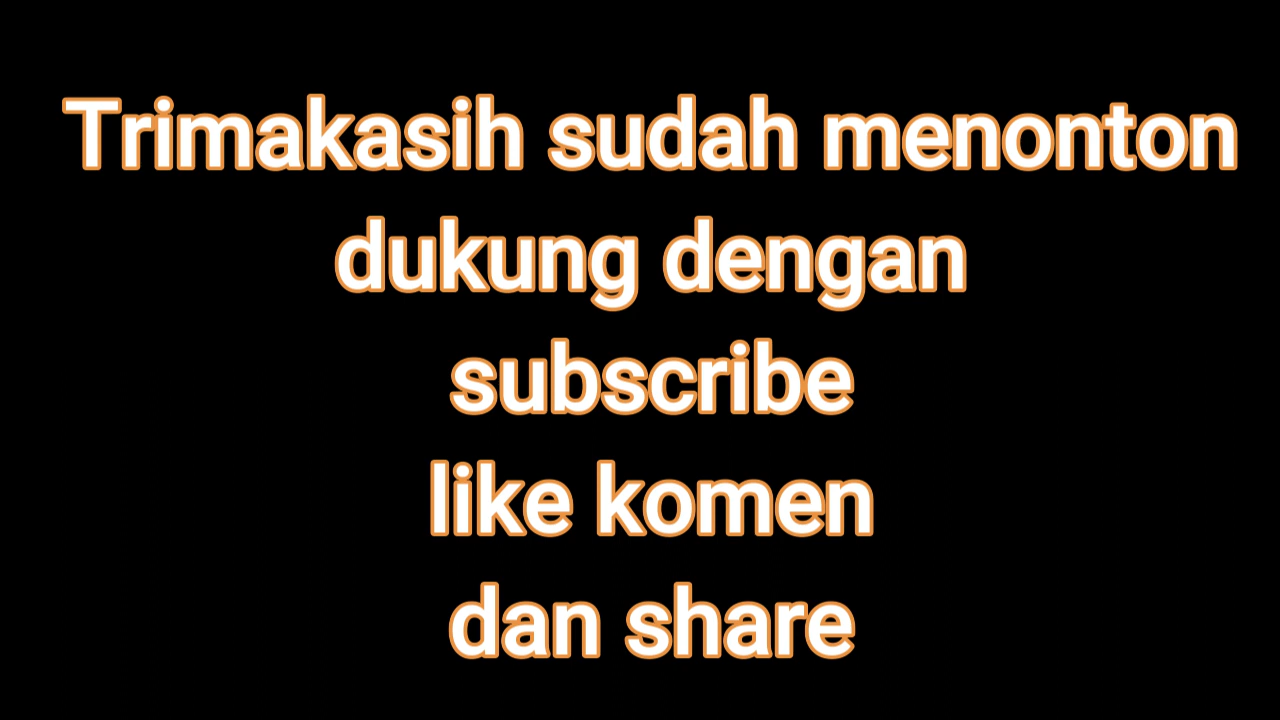 Trimakasih sudah menonton
dukung dengan
subscribe
like komen
dan share